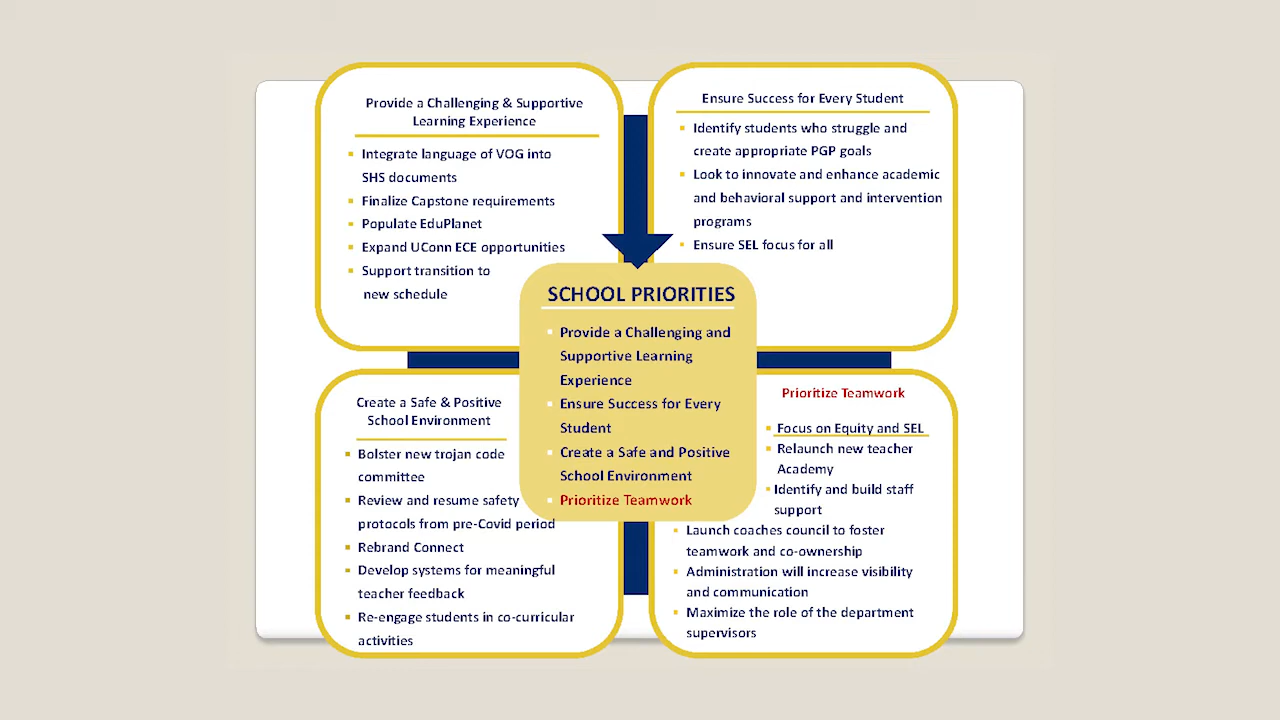 Provide a Challenging & Supportive
Learning Experience
Integrate language of VOG into
SHS documents
Finalize Capstone requirements
Populate EduPlanet
Expand UConn ECE opportunities
Support transition to
new schedule
Ensure Success for Every Student
Identify students who struggle and
create appropriate PGP goals
Look to innovate and enhance academic
and behavioral support and intervention
programs
Ensure SEL focus for all
SCHOOL PRIORITIES
Provide a Challenging and
Supportive Learning
Experience
Ensure Success for Every
Student
Create a Safe and Positive
School Environment
Prioritize Teamwork
Create a Safe & Positive
School Environment
Bolster new trojan code
committee
Review and resume safety
protocols from pre-Covid period
Rebrand Connect
Develop systems for meaningful
teacher feedback
Re-engage students in co-curricular
activities
Prioritize Teamwork
Focus on Equity and SEL
Relaunch new teacher
Academy
Identify and build staff
support
Launch coaches council to foster
teamwork and co-ownership
Administration will increase visibility
and communication
Maximize the role of the department
supervisors